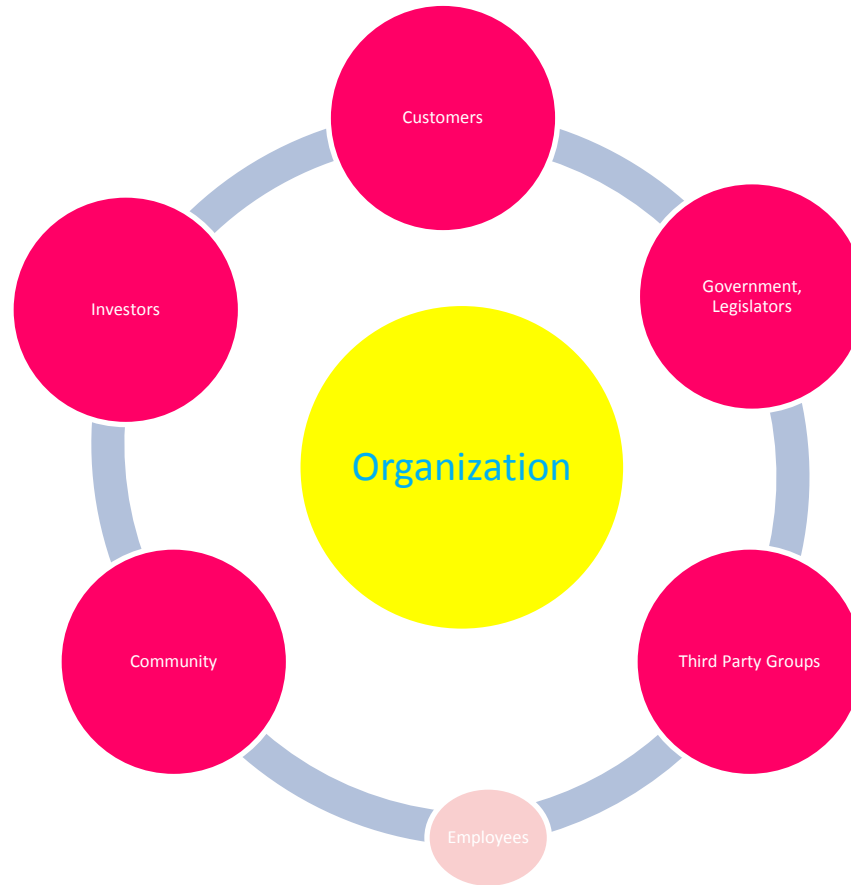 Customers
Government,
Legislators
Investors
Organization
Community
Third Party Groups
Employees